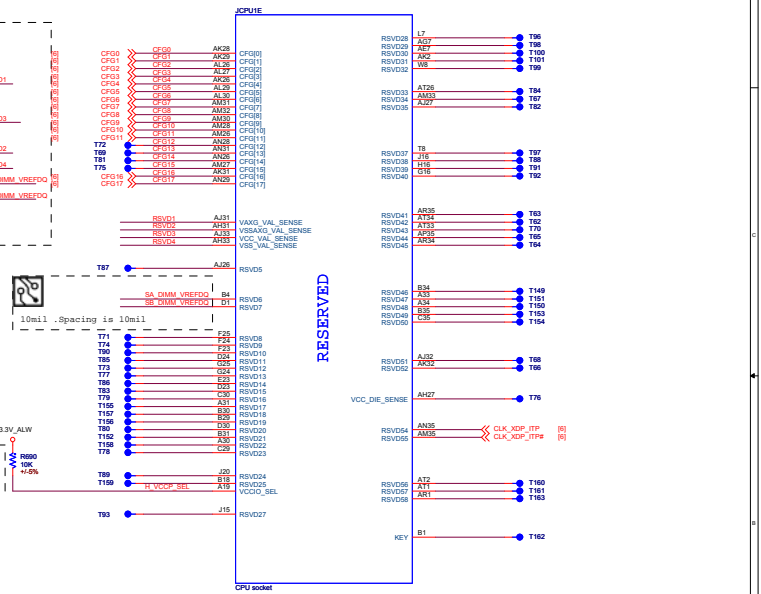 JCPU1E
CFG0 CFG0 AK28 CFG[0]
CFG1 CFG1 AK29 CFG[1]
CFG2 CFG2 AL26 CFG[2]
CFG3 CFG3 AL27 CFG[3]
CFG4 CFG4 AK26 CFG[4]
CFG5 CFG5 AL29 CFG[5]
CFG6 CFG6 AL30 CFG[6]
CFG7 CFG7 AM31 CFG[7]
CFG8 CFG8 AM32 CFG[8]
CFG9 CFG9 AM30 CFG[9]
CFG10 CFG10 AM28 CFG[10]
CFG11 CFG11 AM26 CFG[11]
T72 CFG12 AN28 CFG[12]
T69 CFG13 AN31 CFG[13]
T81 CFG14 AN26 CFG[14]
T75 CFG15 AM27 CFG[15]
CFG16 CFG16 AK31 CFG[16]
CFG17 CFG17 AN29 CFG[17]
[6]
[6]
[6]
[6]
[6]
[6]
[6]
[6]
[6]
[6]
[6]
[6]
[6]
[6]
DIMM_VREFDQ
DIMM_VREFDQ
RSVD1 AJ31 VAXG_VAL_SENSE
RSVD2 AH31 VSSAXG_VAL_SENSE
RSVD3 AJ33 VCC_VAL_SENSE
RSVD4 AH33 VSS_VAL_SENSE
T87 AJ26 RSVD5
SA_DIMM_VREFDQ B4 RSVD6
SB_DIMM_VREFDQ D1 RSVD7
10mil .Spacing is 10mil
T71 F25 RSVD8
T74 F24 RSVD9
T90 F23 RSVD10
T85 D24 RSVD11
T73 G25 RSVD12
T77 G24 RSVD13
T86 E23 RSVD14
T83 D23 RSVD15
T79 C30 RSVD16
T155 A31 RSVD17
T157 B30 RSVD18
T156 B29 RSVD19
T80 D30 RSVD20
T152 B31 RSVD21
T158 A30 RSVD22
T78 C29 RSVD23
T89 J20 RSVD24
T159 B18 RSVD25
H_VCCP_SEL A19 VCCIO_SEL
T93 J15 RSVD27
3.3V_ALW
R690
10K
+/-5%
RESERVED
RSVD28 L7 T96
RSVD29 AG7 T98
RSVD30 AE7 T100
RSVD31 AK2 T101
RSVD32 W8 T99
RSVD33 AT26 T84
RSVD34 AM33 T67
RSVD35 AJ27 T82
RSVD37 T8 T97
RSVD38 J16 T88
RSVD39 H16 T91
RSVD40 G16 T92
RSVD41 AR35 T63
RSVD42 AT34 T62
RSVD43 AT33 T70
RSVD44 AP35 T65
RSVD45 AR34 T64
RSVD46 B34 T149
RSVD47 A33 T151
RSVD48 A34 T150
RSVD49 B35 T153
RSVD50 C35 T154
RSVD51 AJ32 T68
RSVD52 AK32 T66
VCC_DIE_SENSE AH27 T76
RSVD54 AN35 CLK_XDP_ITP [6]
RSVD55 AM35 CLK_XDP_ITP# [6]
RSVD56 AT2 T160
RSVD57 AT1 T161
RSVD58 AR1 T163
KEY B1 T162
CPU socket
C
B